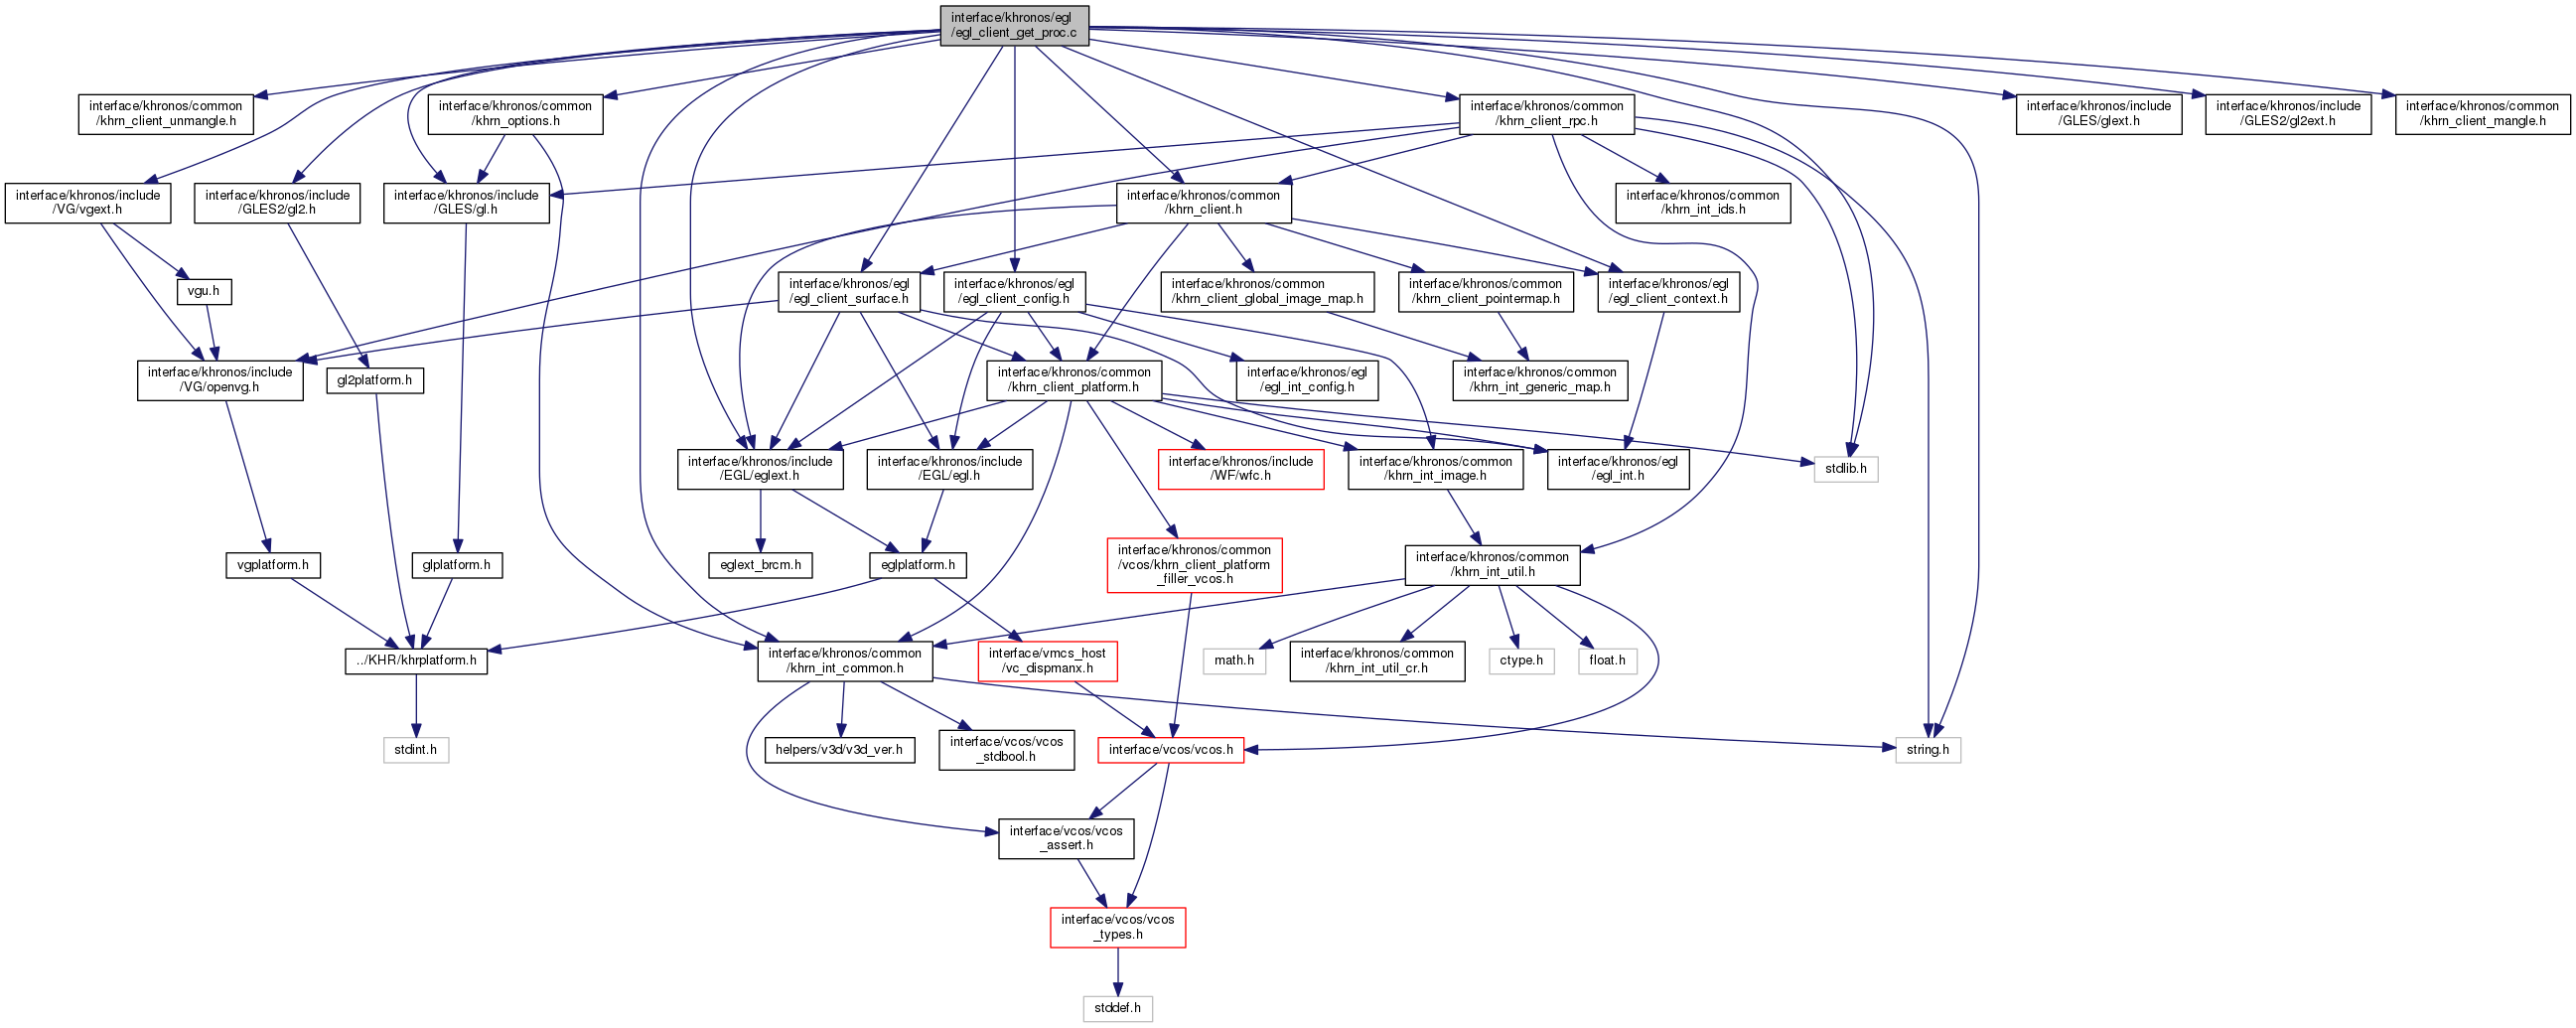 interface/khronos/egl
/egl_client_get_proc.c
interface/khronos/common
/khrn_client_unmangle.h
interface/khronos/common
/khrn_options.h
interface/khronos/common
/khrn_client_rpc.h
interface/khronos/include
/GLES/glext.h
interface/khronos/include
/GLES2/gl2ext.h
interface/khronos/common
/khrn_client_mangle.h
interface/khronos/include
/VG/vgext.h
interface/khronos/include
/GLES2/gl2.h
interface/khronos/include
/GLES/gl.h
interface/khronos/common
/khrn_client.h
interface/khronos/common
/khrn_int_ids.h
vgu.h
interface/khronos/egl
/egl_client_surface.h
interface/khronos/egl
/egl_client_config.h
interface/khronos/common
/khrn_client_global_image_map.h
interface/khronos/common
/khrn_client_pointermap.h
interface/khronos/egl
/egl_client_context.h
interface/khronos/include
/VG/openvg.h
gl2platform.h
interface/khronos/common
/khrn_client_platform.h
interface/khronos/egl
/egl_int_config.h
interface/khronos/common
/khrn_int_generic_map.h
interface/khronos/include
/EGL/eglext.h
interface/khronos/include
/EGL/egl.h
interface/khronos/include
/WF/wfc.h
interface/khronos/common
/khrn_int_image.h
interface/khronos/egl
/egl_int.h
stdlib.h
vgplatform.h
glplatform.h
eglext_brcm.h
eglplatform.h
interface/khronos/common
/vcos/khrn_client_platform
_filler_vcos.h
interface/khronos/common
/khrn_int_util.h
../KHR/khrplatform.h
interface/khronos/common
/khrn_int_common.h
interface/vmcs_host
/vc_dispmanx.h
math.h
interface/khronos/common
/khrn_int_util_cr.h
ctype.h
float.h
stdint.h
helpers/v3d/v3d_ver.h
interface/vcos/vcos
_stdbool.h
interface/vcos/vcos.h
string.h
interface/vcos/vcos
_assert.h
interface/vcos/vcos
_types.h
stddef.h